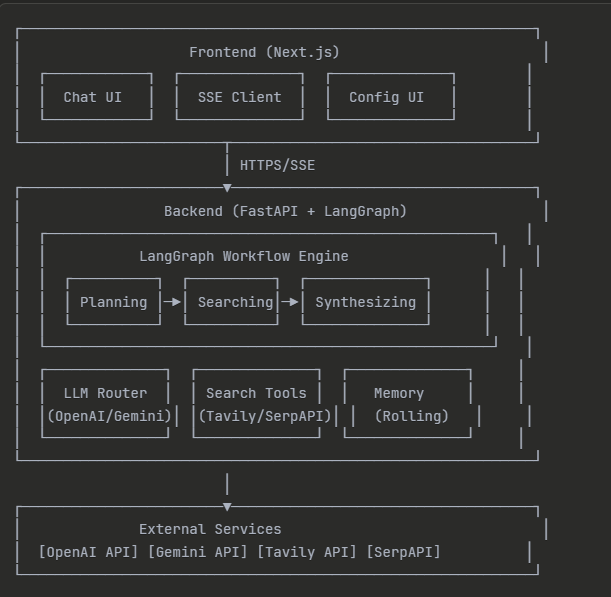 Frontend (Next.js)
Chat UI SSE Client Config UI
HTTPS/SSE
Backend (FastAPI + LangGraph)
LangGraph Workflow Engine
Planning Searching Synthesizing
LLM Router Search Tools Memory
(OpenAI/Gemini) (Tavily/SerpAPI) (Rolling)
External Services
[OpenAI API] [Gemini API] [Tavily API] [SerpAPI]